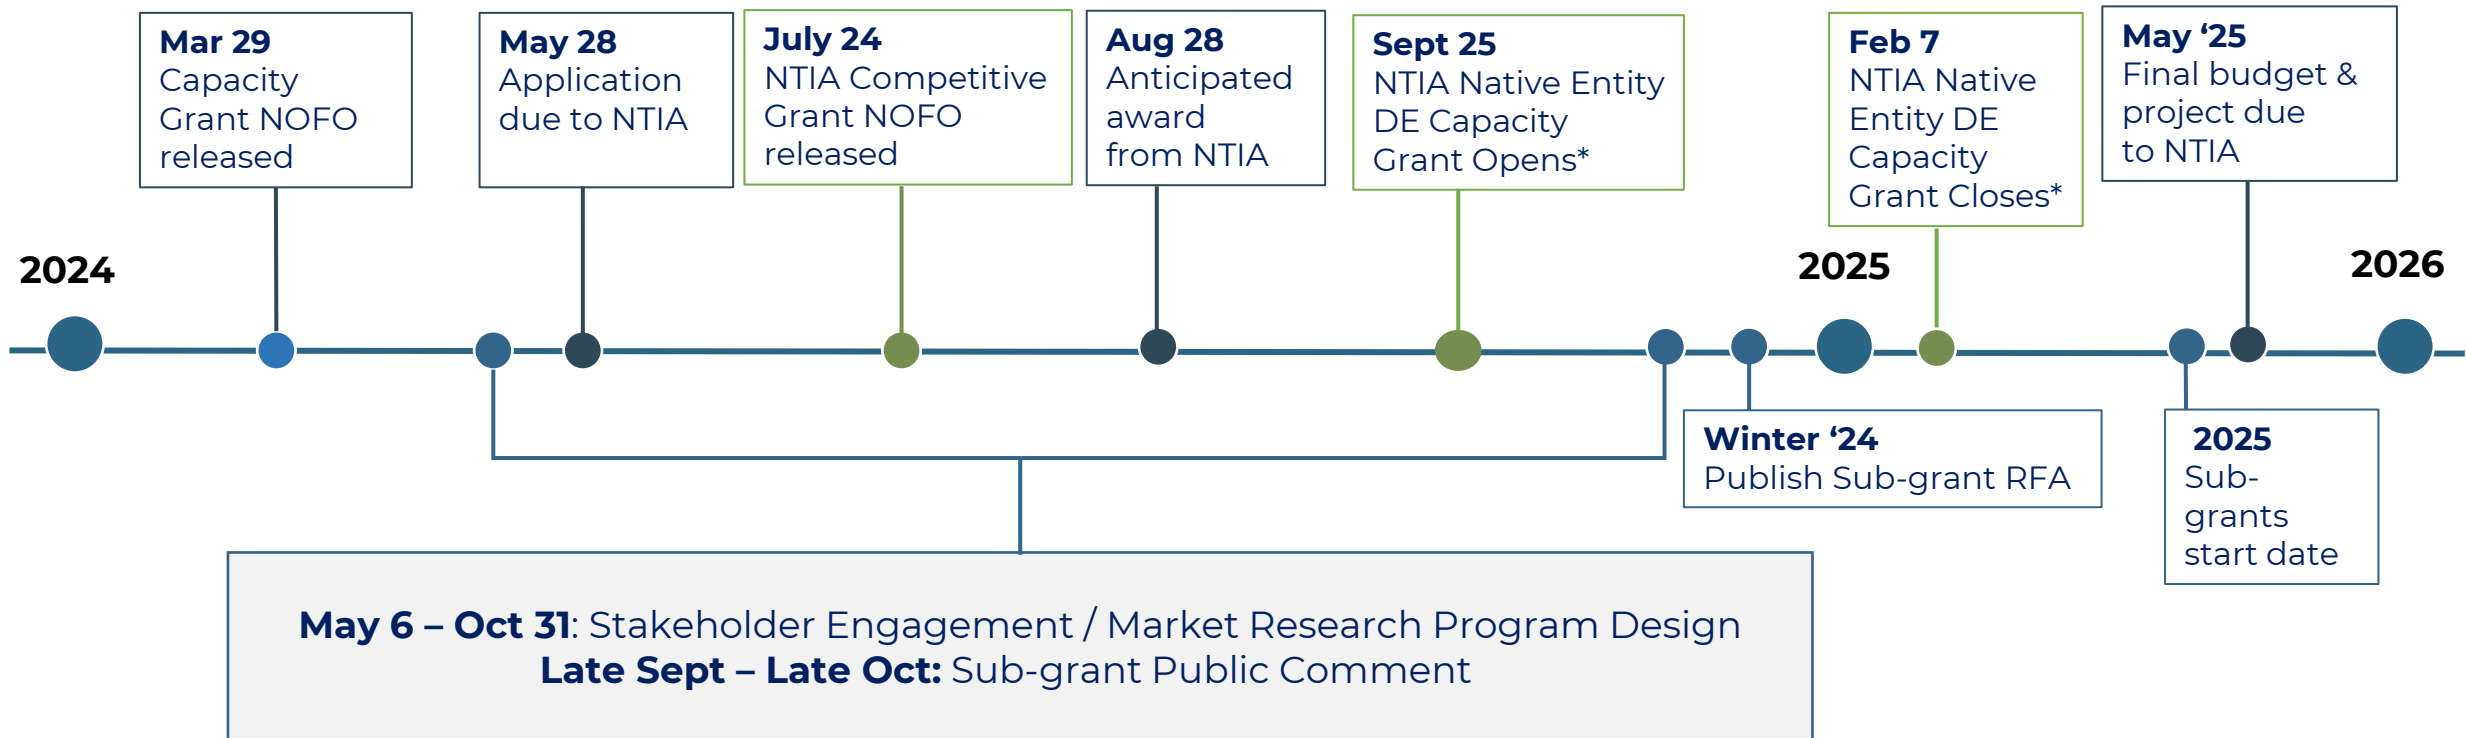 Mar 29
Capacity
Grant NOFO
released
May 28
Application
due to NTIA
July 24
NTIA Competitive
Grant NOFO
released
Aug 28
Anticipated
award
from NTIA
Sept 25
NTIA Native Entity
DE Capacity
Grant Opens*
Feb 7
NTIA Native
Entity DE
Capacity
Grant Closes*
May ‘25
Final budget &
project due
to NTIA
2024
2025
2026
Winter ‘24
Publish Sub-grant RFA
2025
Sub-
grants
start date
May 6 – Oct 31: Stakeholder Engagement / Market Research Program Design
Late Sept – Late Oct: Sub-grant Public Comment